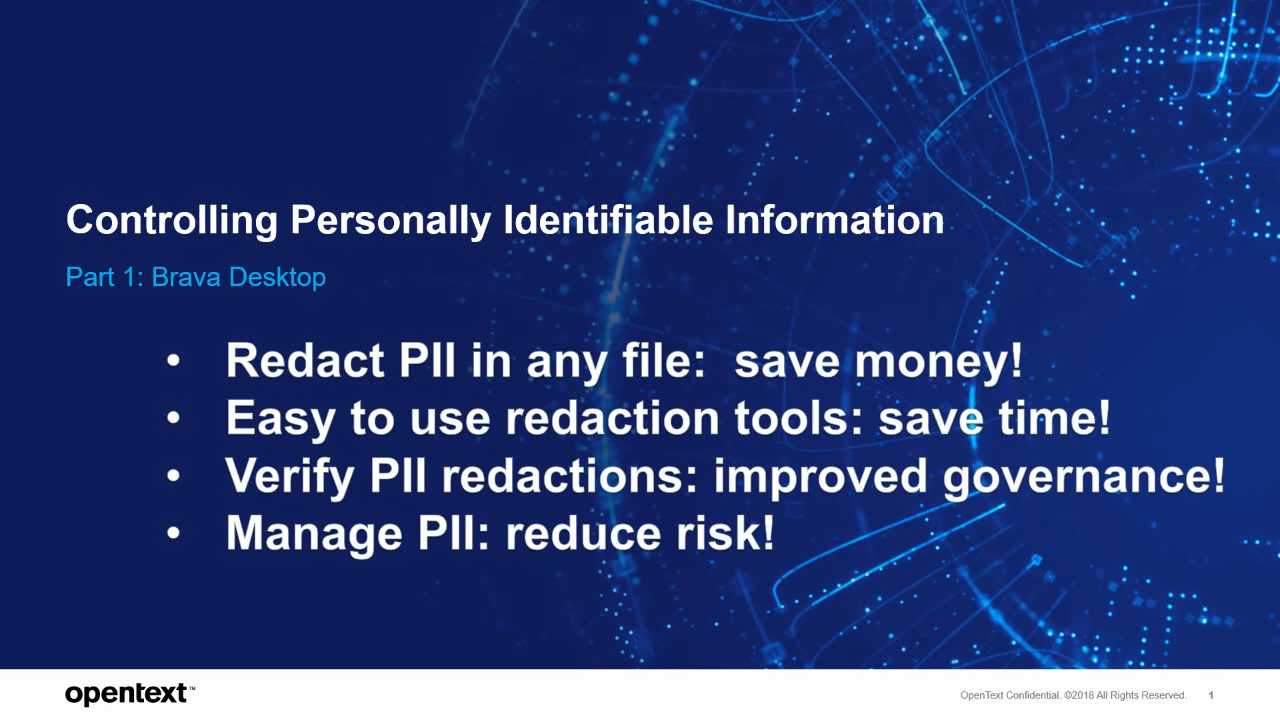 Controlling Personally Identifiable Information
Part 1: Brava Desktop
• Redact PII in any file:  save money!
• Easy to use redaction tools: save time!
• Verify PII redactions: improved governance!
• Manage PII: reduce risk!
opentext™
OpenText Confidential. ©2018 All Rights Reserved. 1